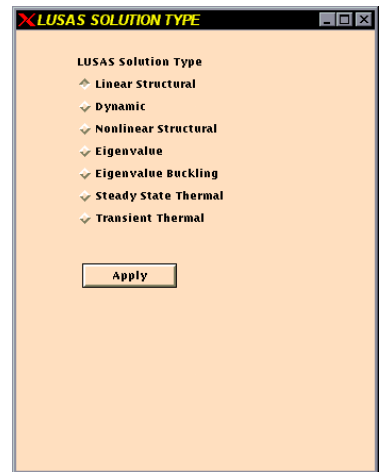 LUSAS SOLUTION TYPE
LUSAS Solution Type
Linear Structural
Dynamic
Nonlinear Structural
Eigenvalue
Eigenvalue Buckling
Steady State Thermal
Transient Thermal
Apply